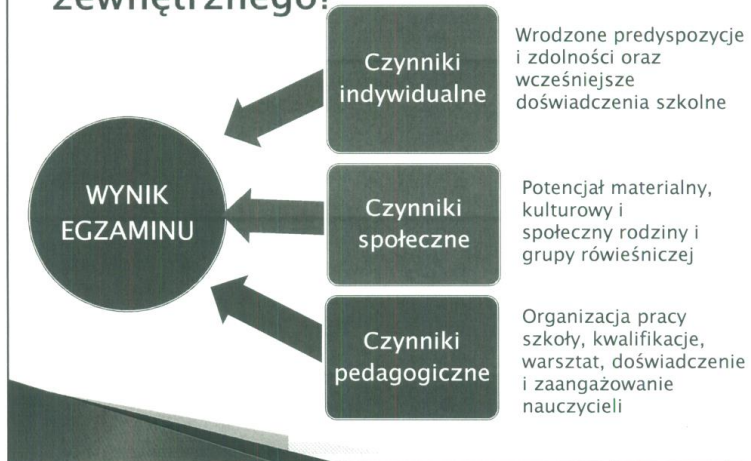 zewnętrznego?
Czynniki
indywidualne
Wrodzone predyspozycje
i zdolności oraz
wcześniejsze
doświadczenia szkolne
WYNIK
EGZAMINU
Czynniki
społeczne
Potencjał materialny,
kulturowy i
społeczny rodziny i
grupy rówieśniczej
Czynniki
pedagogiczne
Organizacja pracy
szkoły, kwalifikacje,
warsztat, doświadczenie
i zaangażowanie
nauczycieli